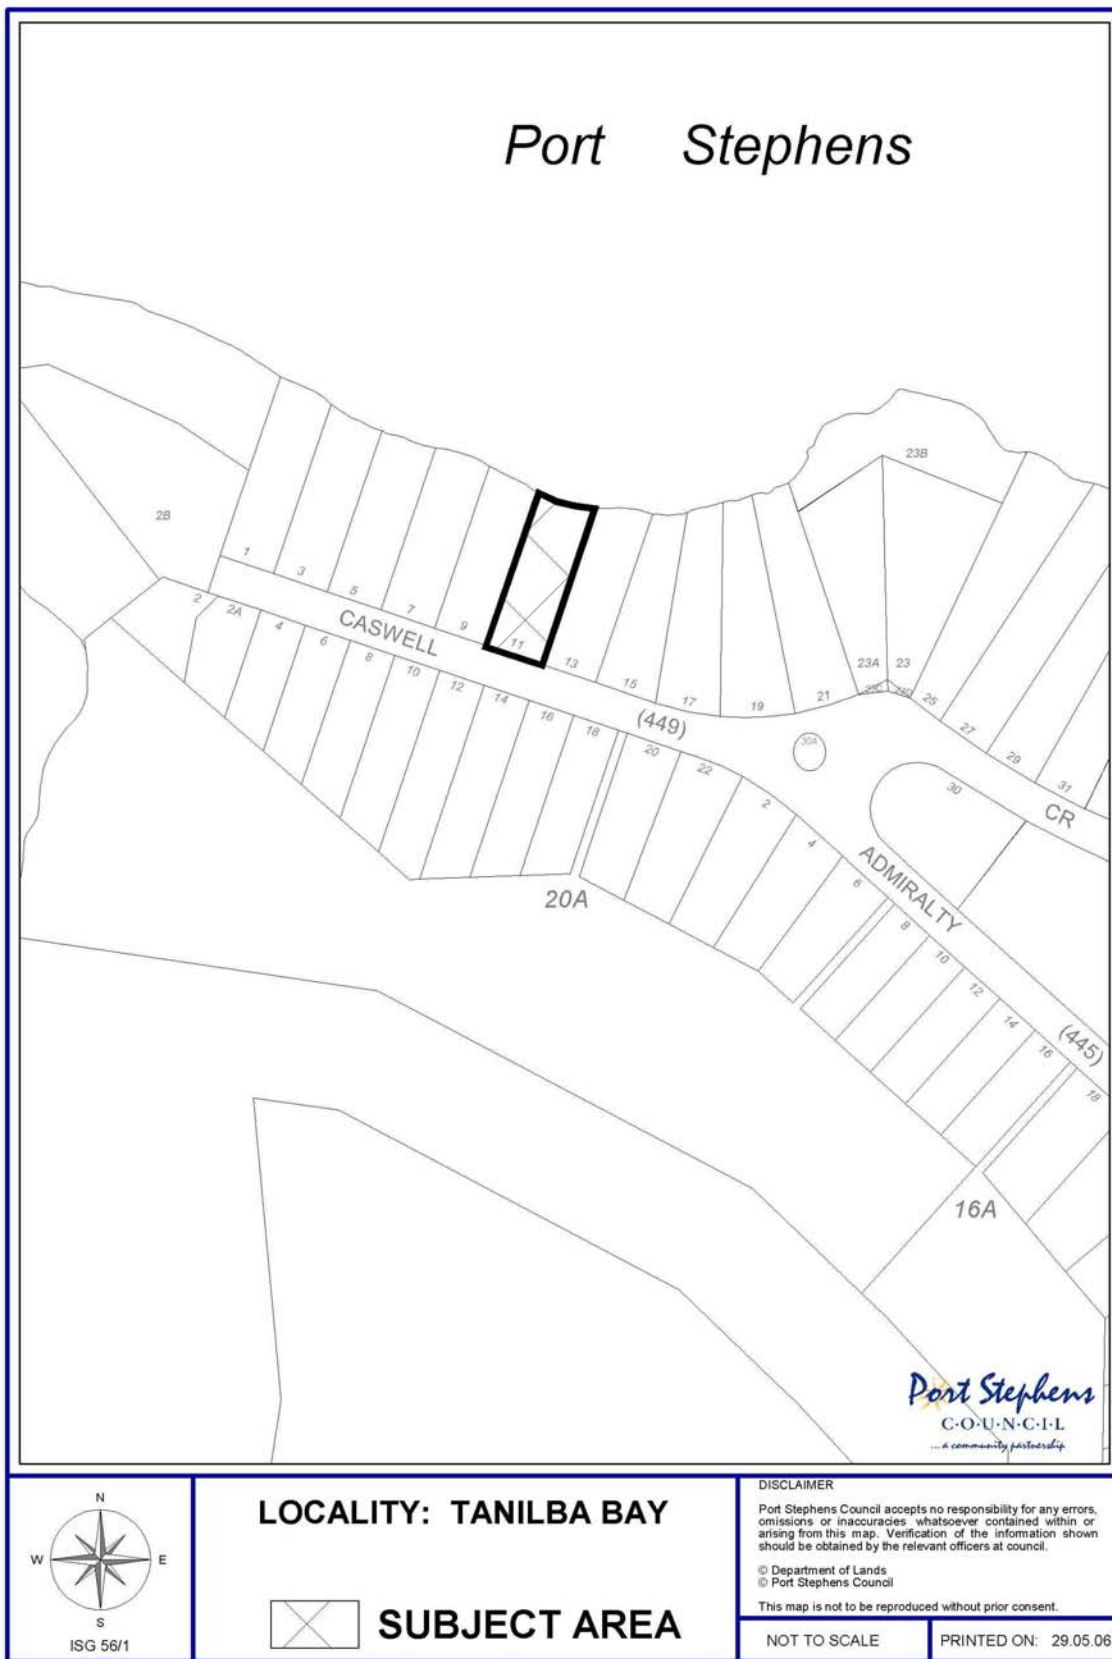 Port Stephens
23B
2B
1
3
5
7
9
11
13
15
17
19
21
23A
23
25
27
29
31
2
2A
4
6
8
10
12
14
16
18
20
22
CASWELL
(449)
30A
30
CR
2
4
6
8
10
12
14
16
18
ADMIRALTY
(445)
20A
16A
Port Stephens
C·O·U·N·C·I·L
... a community partnership
N
W
E
S
ISG 56/1
LOCALITY: TANILBA BAY
SUBJECT AREA
DISCLAIMER
Port Stephens Council accepts no responsibility for any errors,
omissions or inaccuracies whatsoever contained within or
arising from this map. Verification of the information shown
should be obtained by the relevant officers at council.
© Department of Lands
© Port Stephens Council
This map is not to be reproduced without prior consent.
NOT TO SCALE
PRINTED ON: 29.05.06